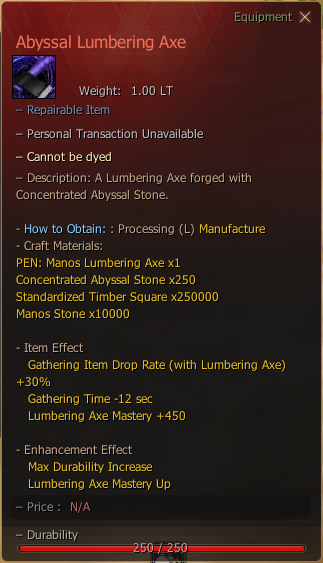 Equipment
Abyssal Lumbering Axe
Weight: 1.00 LT
– Repairable Item
– Personal Transaction Unavailable
– Cannot be dyed
– Description: A Lumbering Axe forged with
Concentrated Abyssal Stone.
- How to Obtain: : Processing (L) Manufacture
- Craft Materials:
PEN: Manos Lumbering Axe x1
Concentrated Abyssal Stone x250
Standardized Timber Square x250000
Manos Stone x10000
- Item Effect
Gathering Item Drop Rate (with Lumbering Axe)
+30%
Gathering Time -12 sec
Lumbering Axe Mastery +450
- Enhancement Effect
Max Durability Increase
Lumbering Axe Mastery Up
– Price : N/A
– Durability
250 / 250